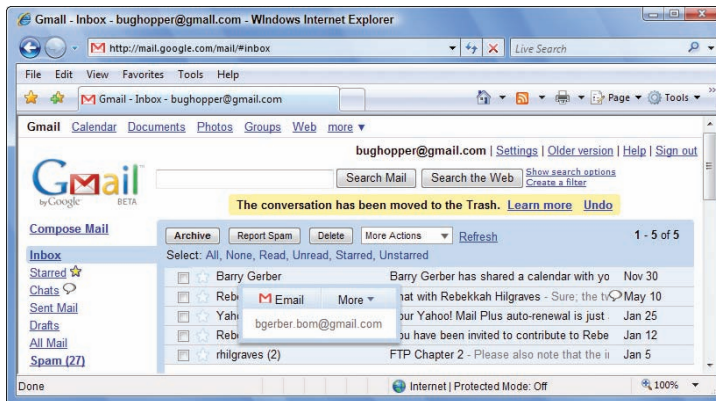 Gmail - Inbox - bughopper@gmail.com - Windows Internet Explorer
http://mail.google.com/mail/#inbox
Live Search
File Edit View Favorites Tools Help
Gmail - Inbox - bughopper@gmail.com
Page Tools
Gmail Calendar Documents Photos Groups Web more ▼
bughopper@gmail.com | Settings | Older version | Help | Sign out
Gmail
by Google BETA
Search Mail Search the Web Show search options
Create a filter
The conversation has been moved to the Trash. Learn more Undo
Compose Mail
Archive Report Spam Delete More Actions Refresh 1 - 5 of 5
Inbox
Select: All, None, Read, Unread, Starred, Unstarred
Starred
Barry Gerber Barry Gerber has shared a calendar with yo Nov 30
Chats
Email More
hat with Rebekkah Hilgraves - Sure; the May 10
Sent Mail
bgerber.bom@gmail.com
our Yahoo! Mail Plus auto-renewal is just Jan 25
Drafts
ou have been invited to contribute to Rebe Jan 12
All Mail
rhilgraves (2) FTP Chapter 2 - Please also note that the Jan 5
Spam (27)
Done Internet | Protected Mode: Off 100%